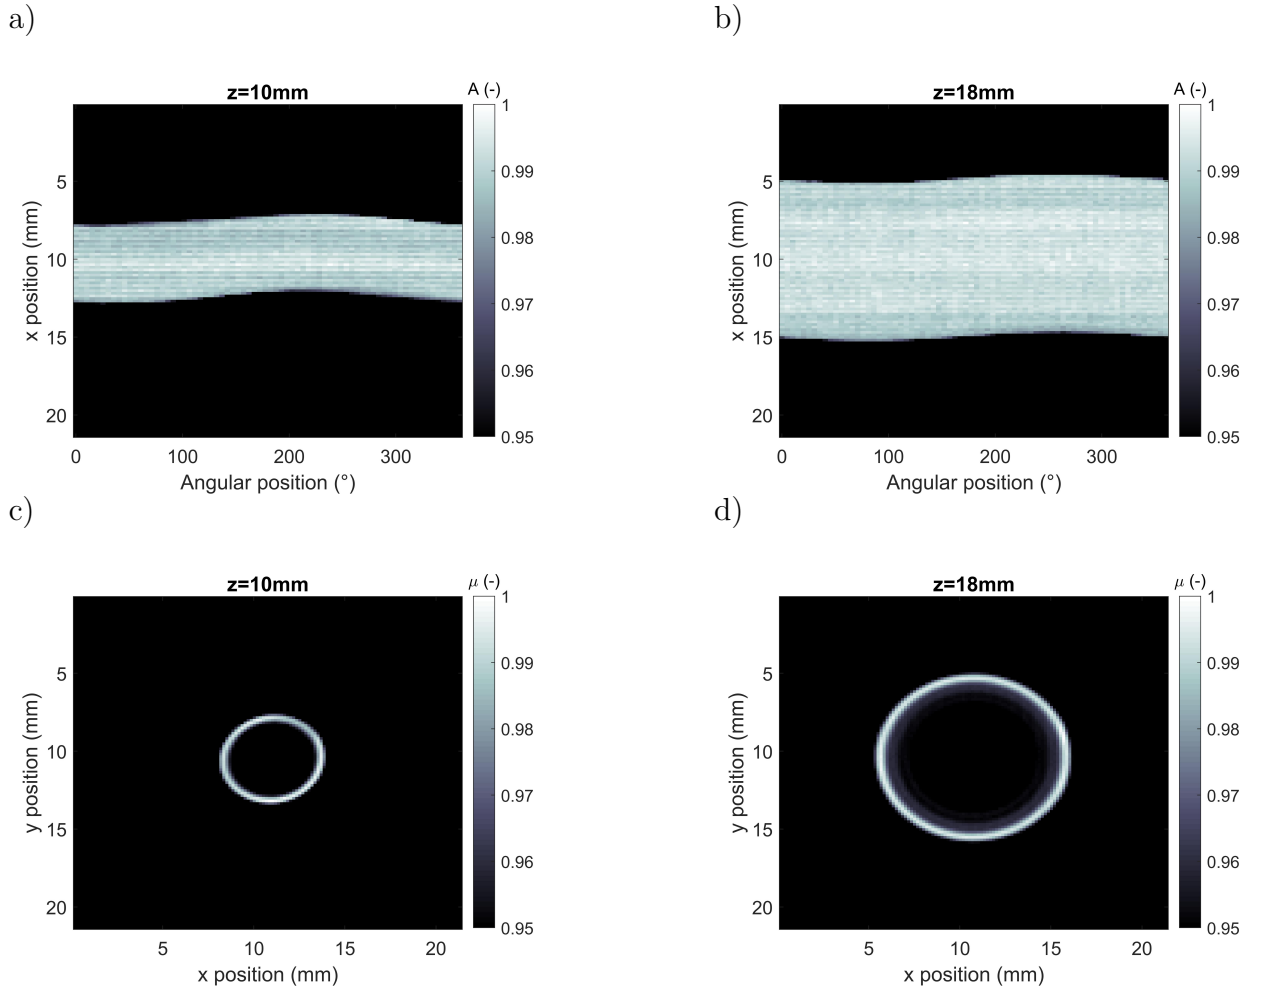 a)
z=10mm
A (-)
1
0.99
0.98
0.97
0.96
0.95
5
10
15
20
x position (mm)
0 100 200 300
Angular position (°)
b)
z=18mm
A (-)
1
0.99
0.98
0.97
0.96
0.95
5
10
15
20
x position (mm)
0 100 200 300
Angular position (°)
c)
z=10mm
μ (-)
1
0.99
0.98
0.97
0.96
0.95
5
10
15
20
y position (mm)
5 10 15 20
x position (mm)
d)
z=18mm
μ (-)
1
0.99
0.98
0.97
0.96
0.95
5
10
15
20
y position (mm)
5 10 15 20
x position (mm)